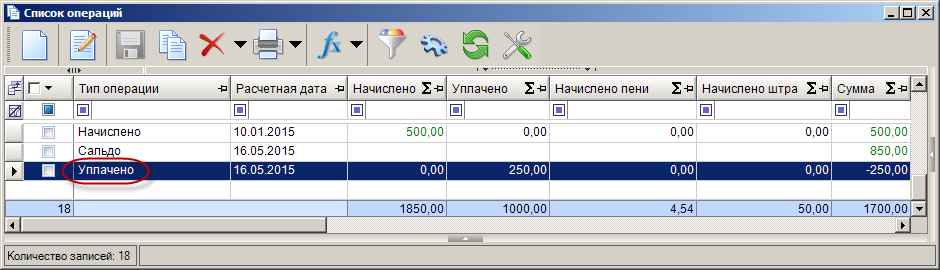 Список операций
fx
Тип операции Расчетная дата Начислено Σ Уплачено Σ Начислено пени Σ Начислено штра Σ Сумма Σ
Начислено 10.01.2015 500,00 0,00 0,00 0,00 500,00
Сальдо 16.05.2015 850,00
Уплачено 16.05.2015 0,00 250,00 0,00 0,00 -250,00
18 1850,00 1000,00 4,54 50,00 1700,00
Количество записей: 18